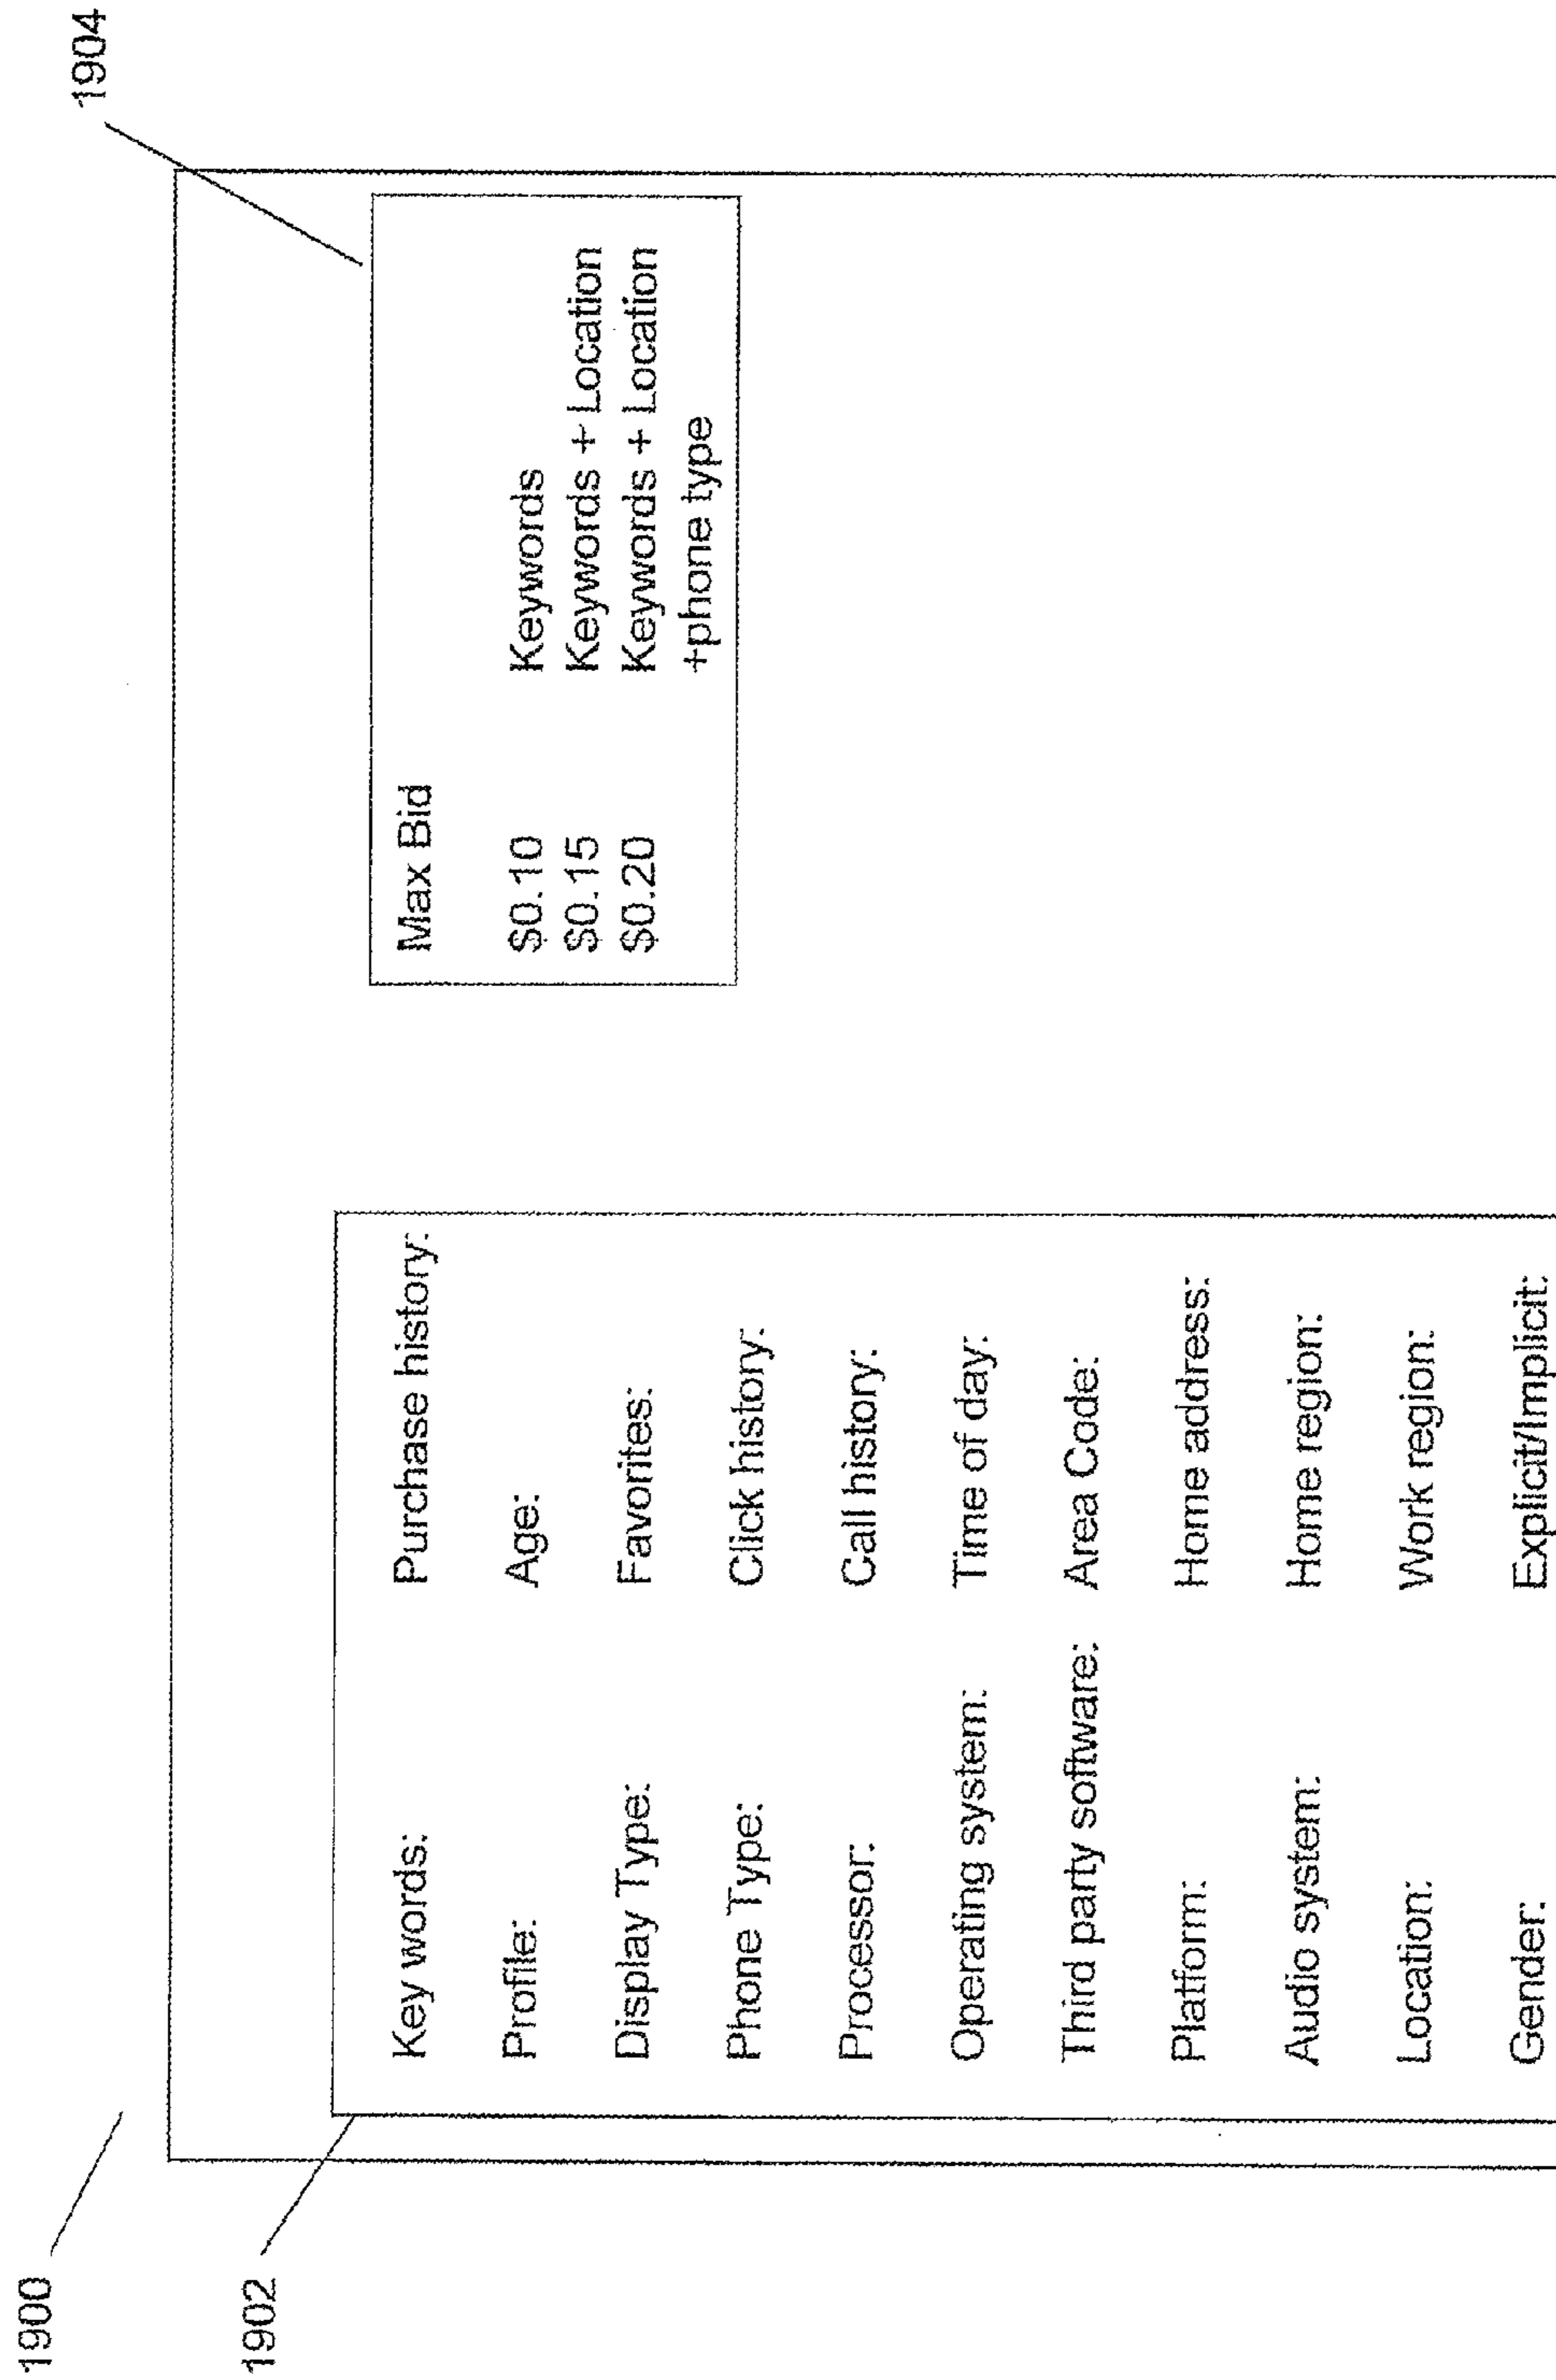 1900
1902
1904
Key words: Purchase history:
Profile: Age:
Display Type: Favorites:
Phone Type: Click history:
Processor: Call history:
Operating system: Time of day:
Third party software: Area Code:
Platform: Home address:
Audio system: Home region:
Location: Work region:
Gender: Explicit/Implicit:
Max Bid
$0.10 Keywords
$0.15 Keywords + Location
$0.20 Keywords + Location
+phone type